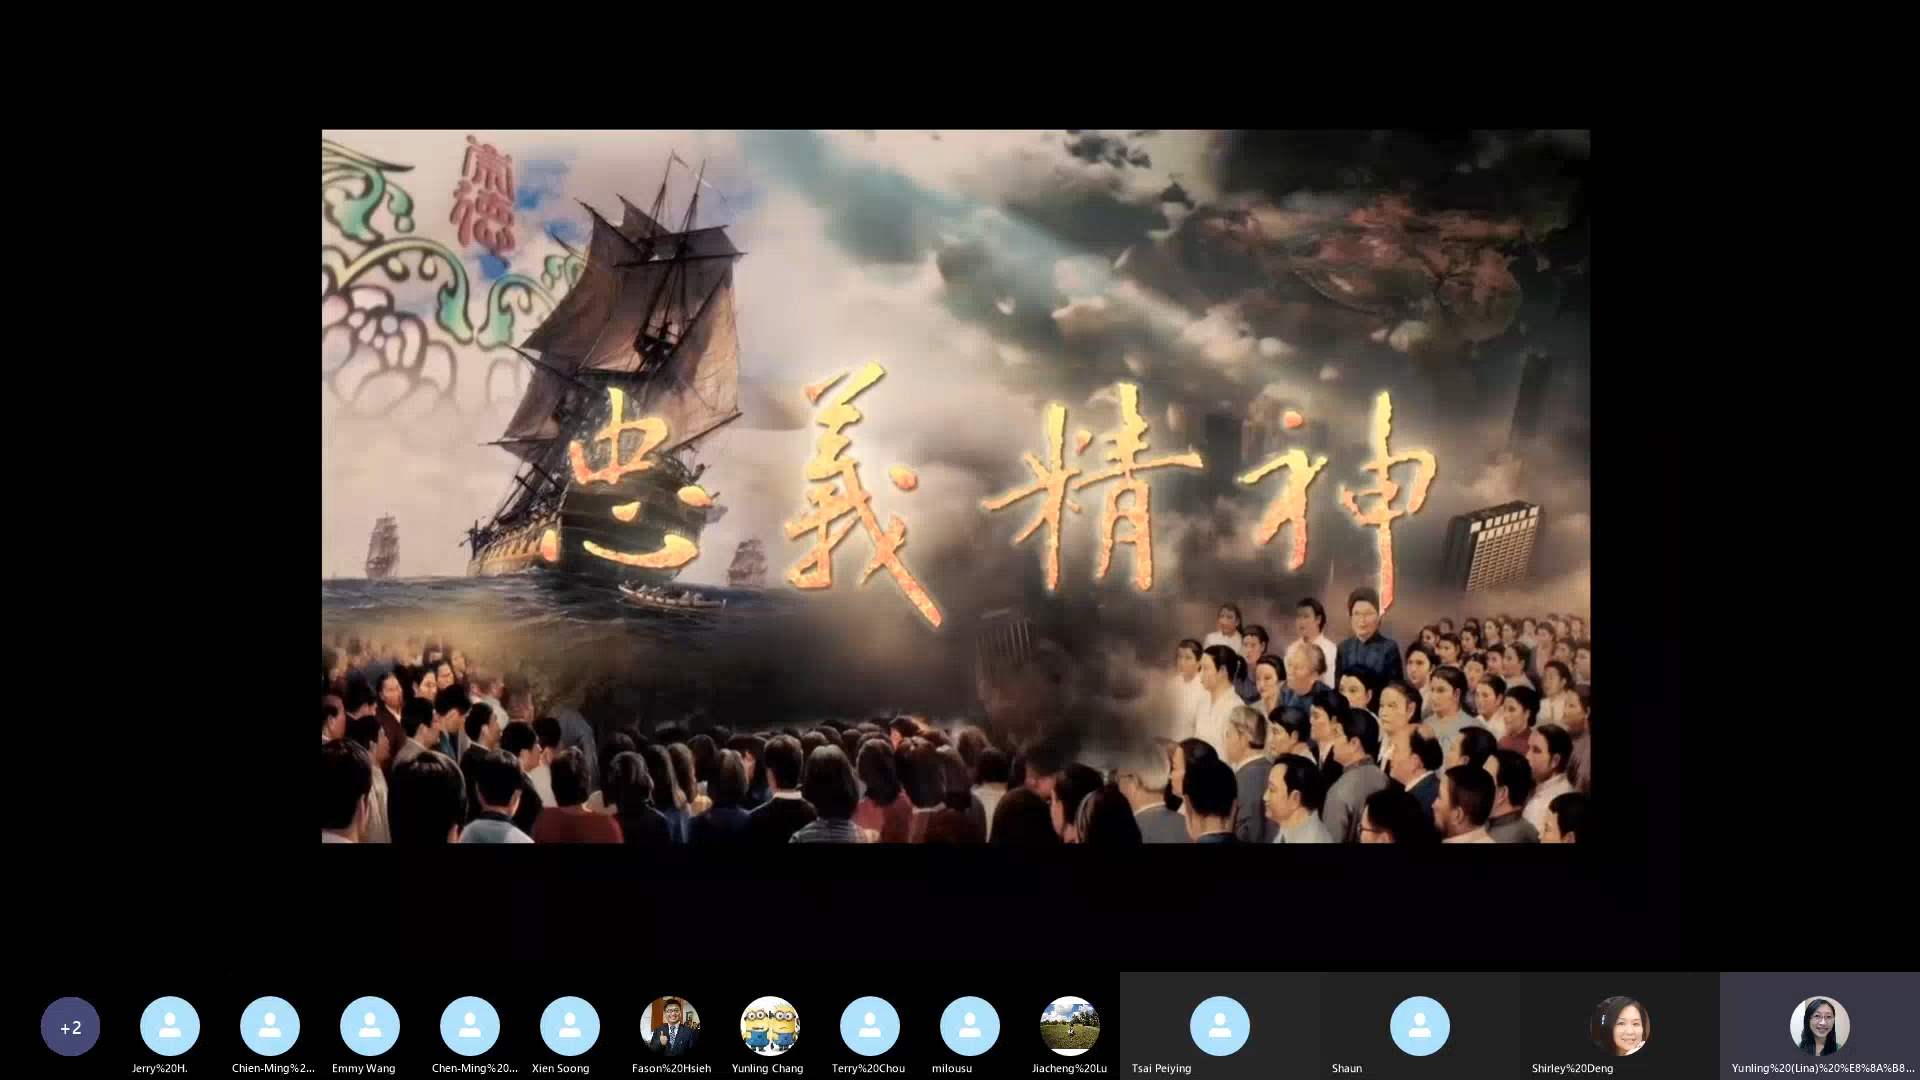 崇德
忠義精神
+2
Jerry%20H.
Chien-Ming%2...
Emmy Wang
Chen-Ming%20...
Xien Soong
Fason%20Hsieh
Yunling Chang
Terry%20Chou
milousu
Jiacheng%20Lu
Tsai Peiying
Shaun
Shirley%20Deng
Yunling%20(Lina)%20%E8%8A%B8...